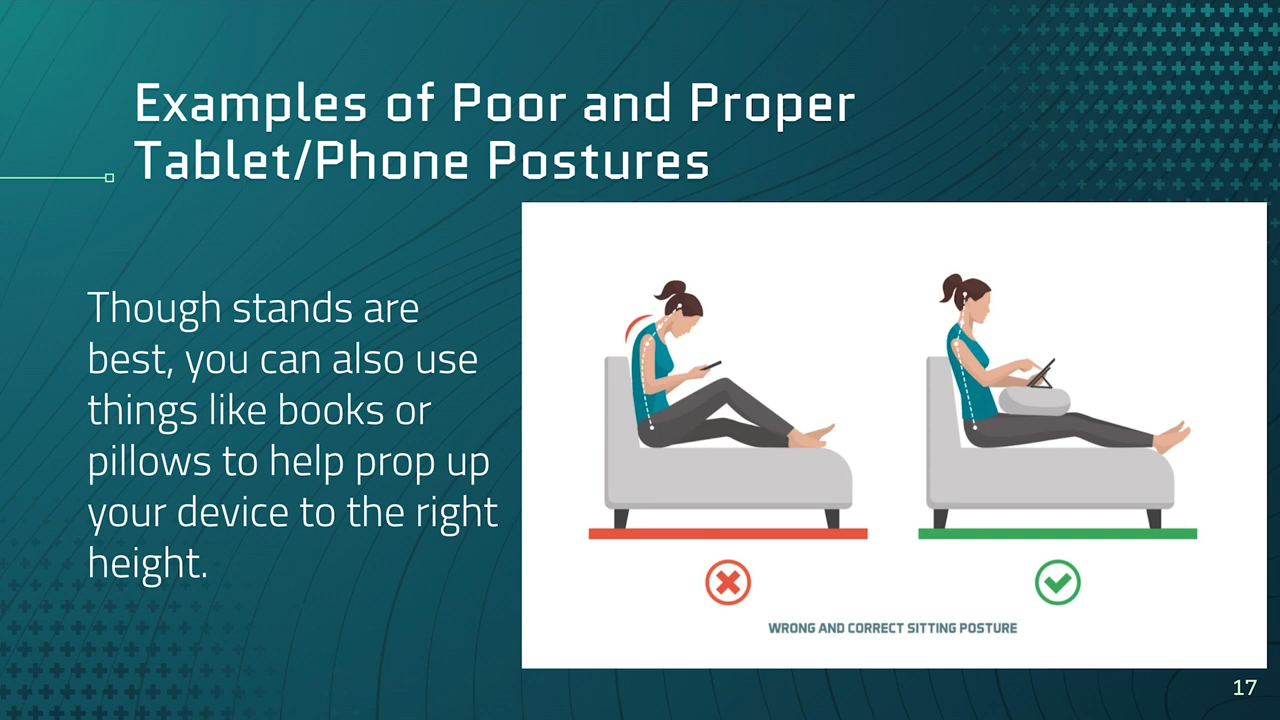 Examples of Poor and Proper
Tablet/Phone Postures
Though stands are
best, you can also use
things like books or
pillows to help prop up
your device to the right
height.
WRONG AND CORRECT SITTING POSTURE
17